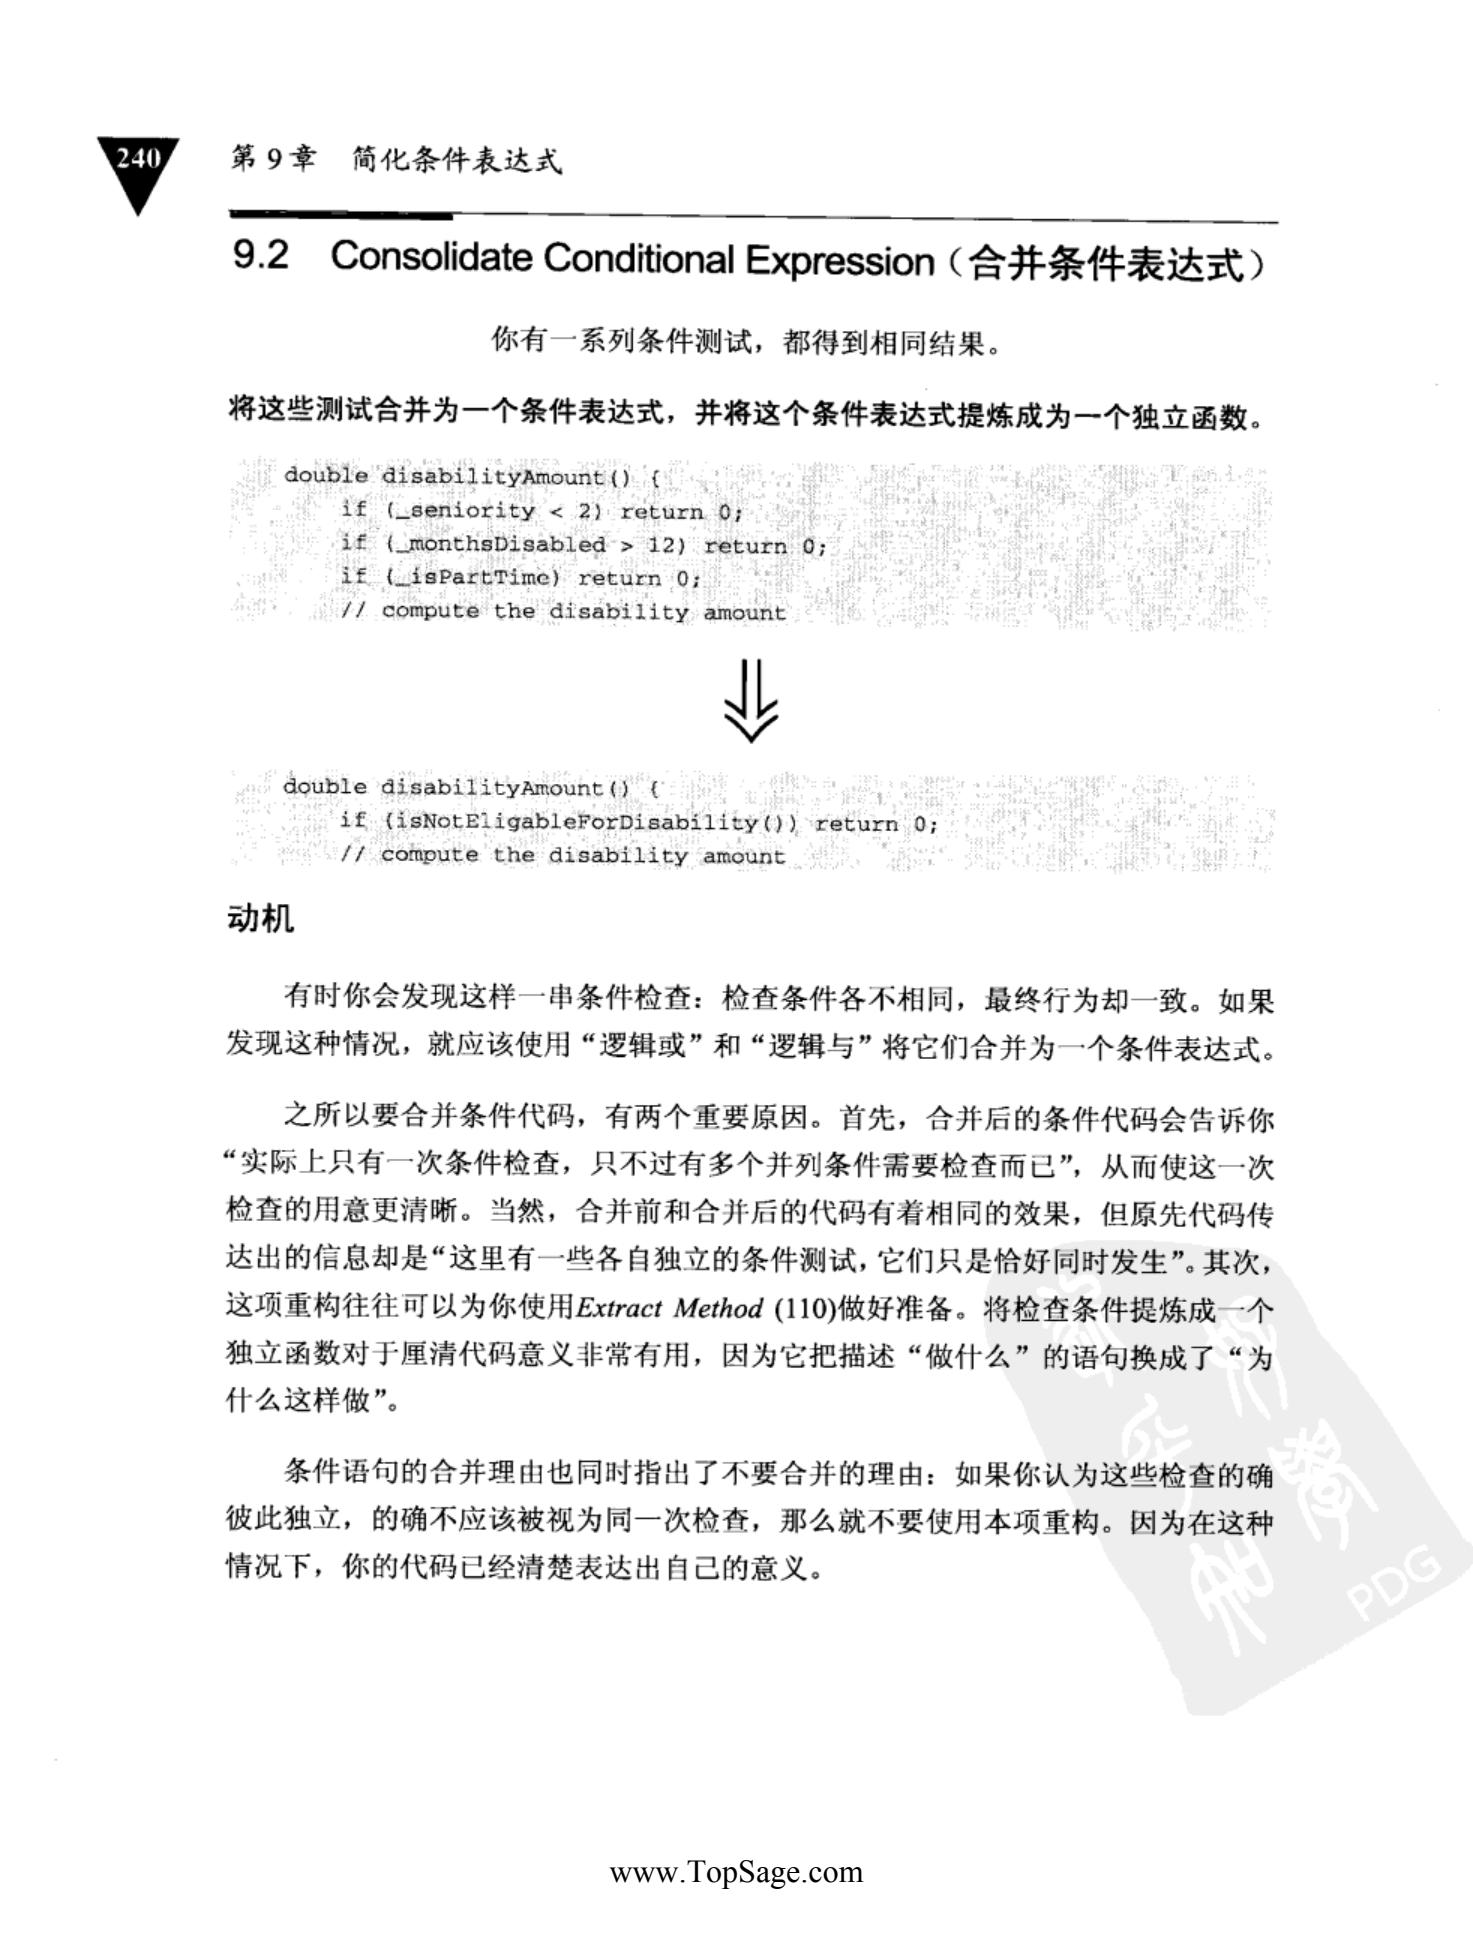 240
第 9 章 简化条件表达式
9.2 Consolidate Conditional Expression（合并条件表达式）
你有一系列条件测试，都得到相同结果。
将这些测试合并为一个条件表达式，并将这个条件表达式提炼成为一个独立函数。
double disabilityAmount() {
if (_seniority < 2) return 0;
if (_monthsDisabled > 12) return 0;
if (_isPartTime) return 0;
// compute the disability amount
double disabilityAmount() {
if (isNotEligableForDisability()) return 0;
// compute the disability amount
动机
有时你会发现这样一串条件检查：检查条件各不相同，最终行为却一致。如果
发现这种情况，就应该使用“逻辑或”和“逻辑与”将它们合并为一个条件表达式。
之所以要合并条件代码，有两个重要原因。首先，合并后的条件代码会告诉你
“实际上只有一次条件检查，只不过有多个并列条件需要检查而已”，从而使这一次
检查的用意更清晰。当然，合并前和合并后的代码有着相同的效果，但原先代码传
达出的信息却是“这里有一些各自独立的条件测试，它们只是恰好同时发生”。其次，
这项重构往往可以为你使用Extract Method (110)做好准备。将检查条件提炼成一个
独立函数对于厘清代码意义非常有用，因为它把描述“做什么”的语句换成了“为
什么这样做”。
条件语句的合并理由也同时指出了不要合并的理由：如果你认为这些检查的确
彼此独立，的确不应该被视为同一次检查，那么就不要使用本项重构。因为在这种
情况下，你的代码已经清楚表达出自己的意义。
PDG
www.TopSage.com